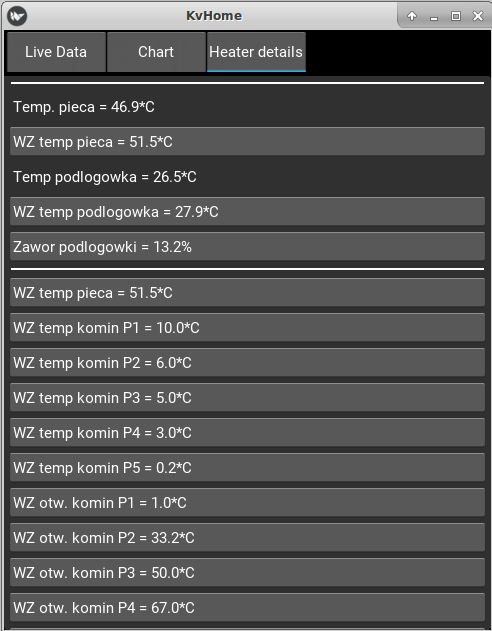 KvHome
Live Data
Chart
Heater details
Temp. pieca = 46.9*C
WZ temp pieca = 51.5*C
Temp podlogowka = 26.5*C
WZ temp podlogowka = 27.9*C
Zawor podlogowki = 13.2%
WZ temp pieca = 51.5*C
WZ temp komin P1 = 10.0*C
WZ temp komin P2 = 6.0*C
WZ temp komin P3 = 5.0*C
WZ temp komin P4 = 3.0*C
WZ temp komin P5 = 0.2*C
WZ otw. komin P1 = 1.0*C
WZ otw. komin P2 = 33.2*C
WZ otw. komin P3 = 50.0*C
WZ otw. komin P4 = 67.0*C